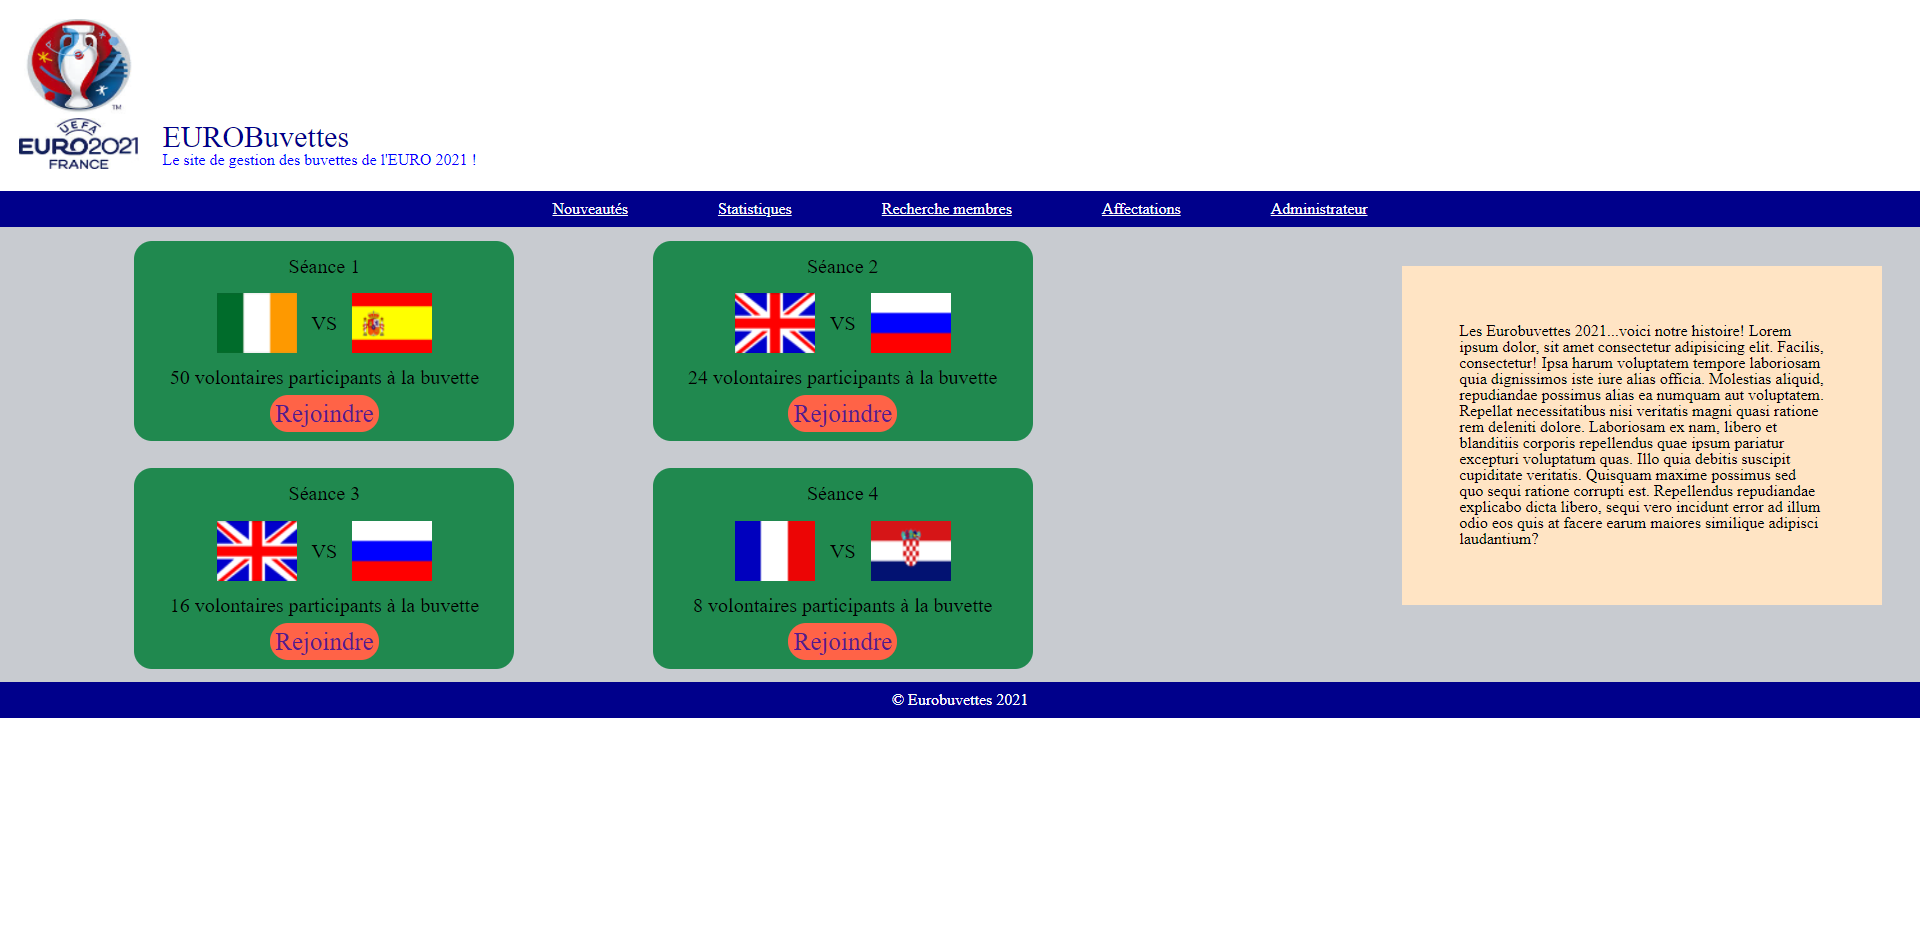 TM
UEFA
EURO2021
FRANCE
EUROBuvettes
Le site de gestion des buvettes de l'EURO 2021 !
Nouveautés Statistiques Recherche membres Affectations Administrateur
Séance 1
VS
50 volontaires participants à la buvette
Rejoindre
Séance 2
VS
24 volontaires participants à la buvette
Rejoindre
Séance 3
VS
16 volontaires participants à la buvette
Rejoindre
Séance 4
VS
8 volontaires participants à la buvette
Rejoindre
Les Eurobuvettes 2021...voici notre histoire! Lorem
ipsum dolor, sit amet consectetur adipisicing elit. Facilis,
consectetur! Ipsa harum voluptatem tempore laboriosam
quia dignissimos iste iure alias officia. Molestias aliquid,
repudiandae possimus alias ea numquam aut voluptatem.
Repellat necessitatibus nisi veritatis magni quasi ratione
rem deleniti dolore. Laboriosam ex nam, libero et
blanditiis corporis repellendus quae ipsum pariatur
excepturi voluptatum quas. Illo quia debitis suscipit
cupiditate veritatis. Quisquam maxime possimus sed
quo sequi ratione corrupti est. Repellendus repudiandae
explicabo dicta libero, sequi vero incidunt error ad illum
odio eos quis at facere earum maiores similique adipisci
laudantium?
© Eurobuvettes 2021